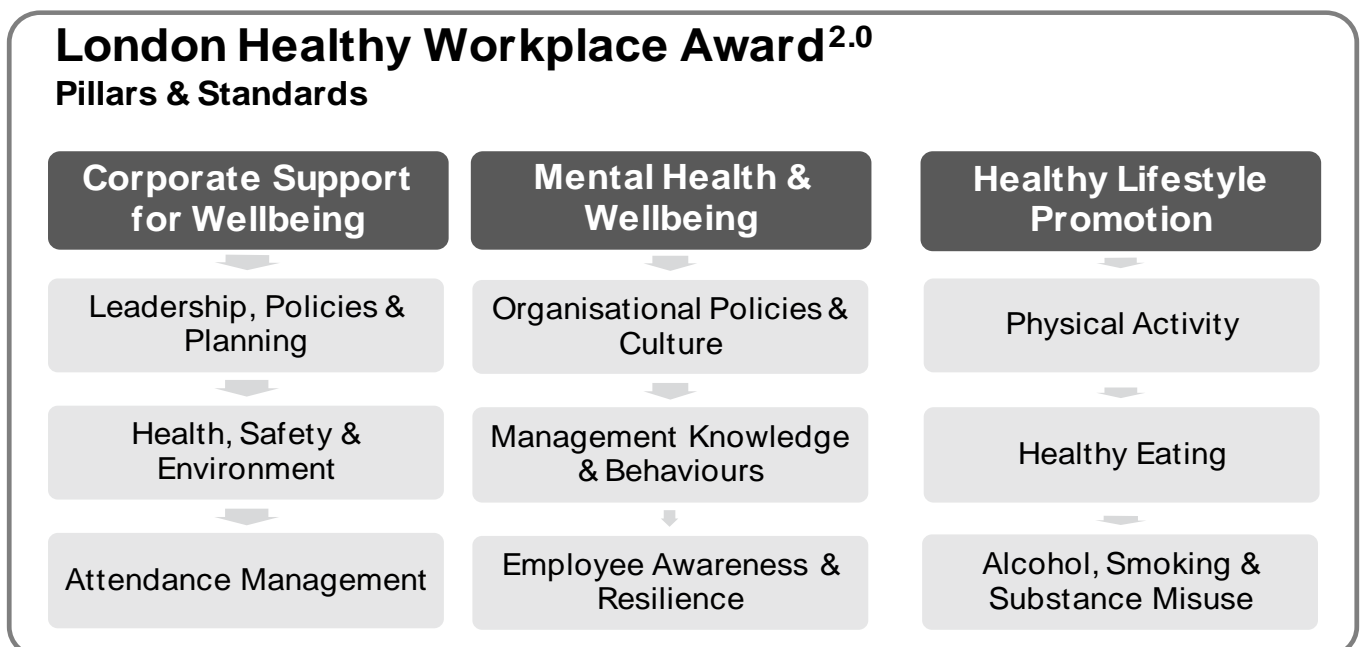 London Healthy Workplace Award2.0
Pillars & Standards
Corporate Support
for Wellbeing
Leadership, Policies &
Planning
Health, Safety &
Environment
Attendance Management
Mental Health &
Wellbeing
Organisational Policies &
Culture
Management Knowledge
& Behaviours
Employee Awareness &
Resilience
Healthy Lifestyle
Promotion
Physical Activity
Healthy Eating
Alcohol, Smoking &
Substance Misuse